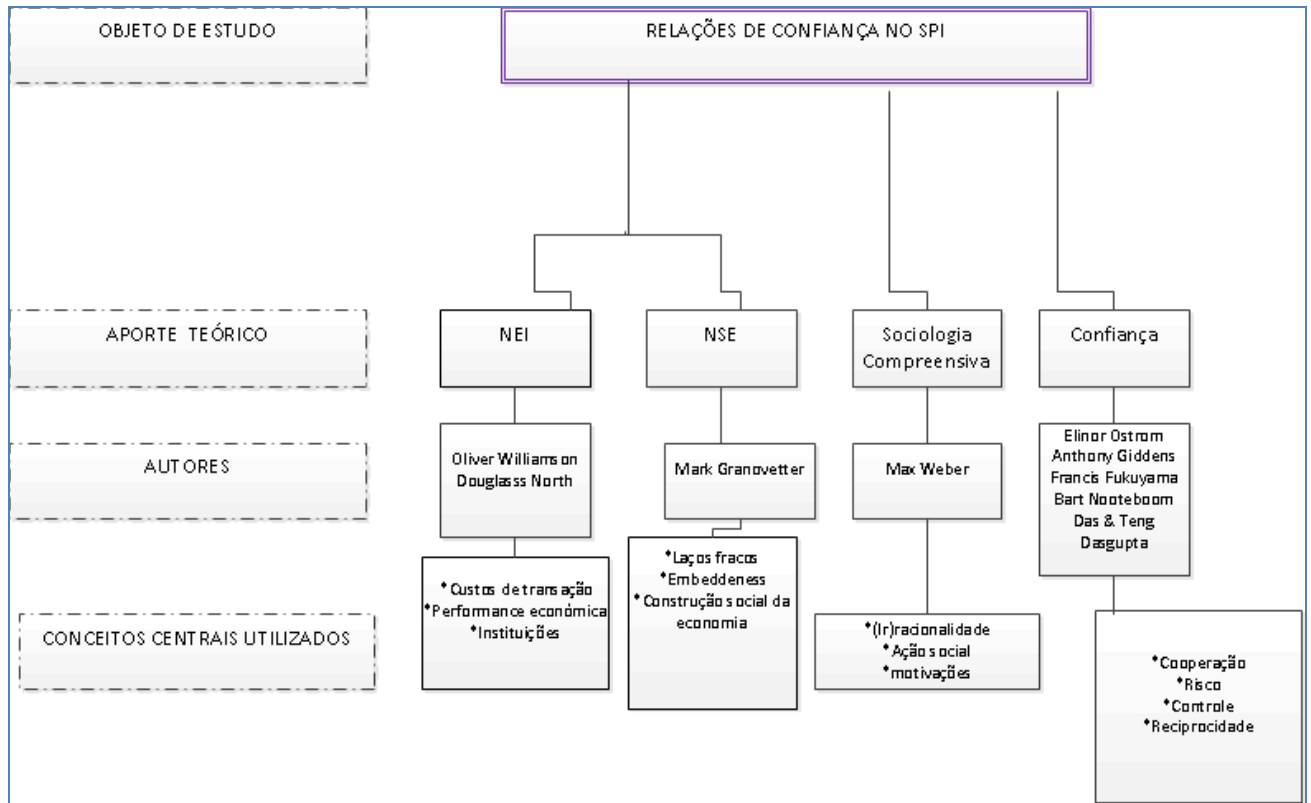 OBJETO DE ESTUDO
RELAÇÕES DE CONFIANÇA NO SPI
APORTE TEÓRICO
NEI
NSE
Sociologia
Compreensiva
Confiança
AUTORES
Oliver Williamson
Douglasss North
Mark Granovetter
Max Weber
Elinor Ostrom
Anthony Giddens
Francis Fukuyama
Bart Nooteboom
Das & Teng
Dasgupta
CONCEITOS CENTRAIS UTILIZADOS
*Custos de transação
*Performance económica
*Instituições
*Laços fracos
*Embeddeness
*Construção social da
economia
*(Ir)racionalidade
*Ação social
*motivações
*Cooperação
*Risco
*Controle
*Reciprocidade